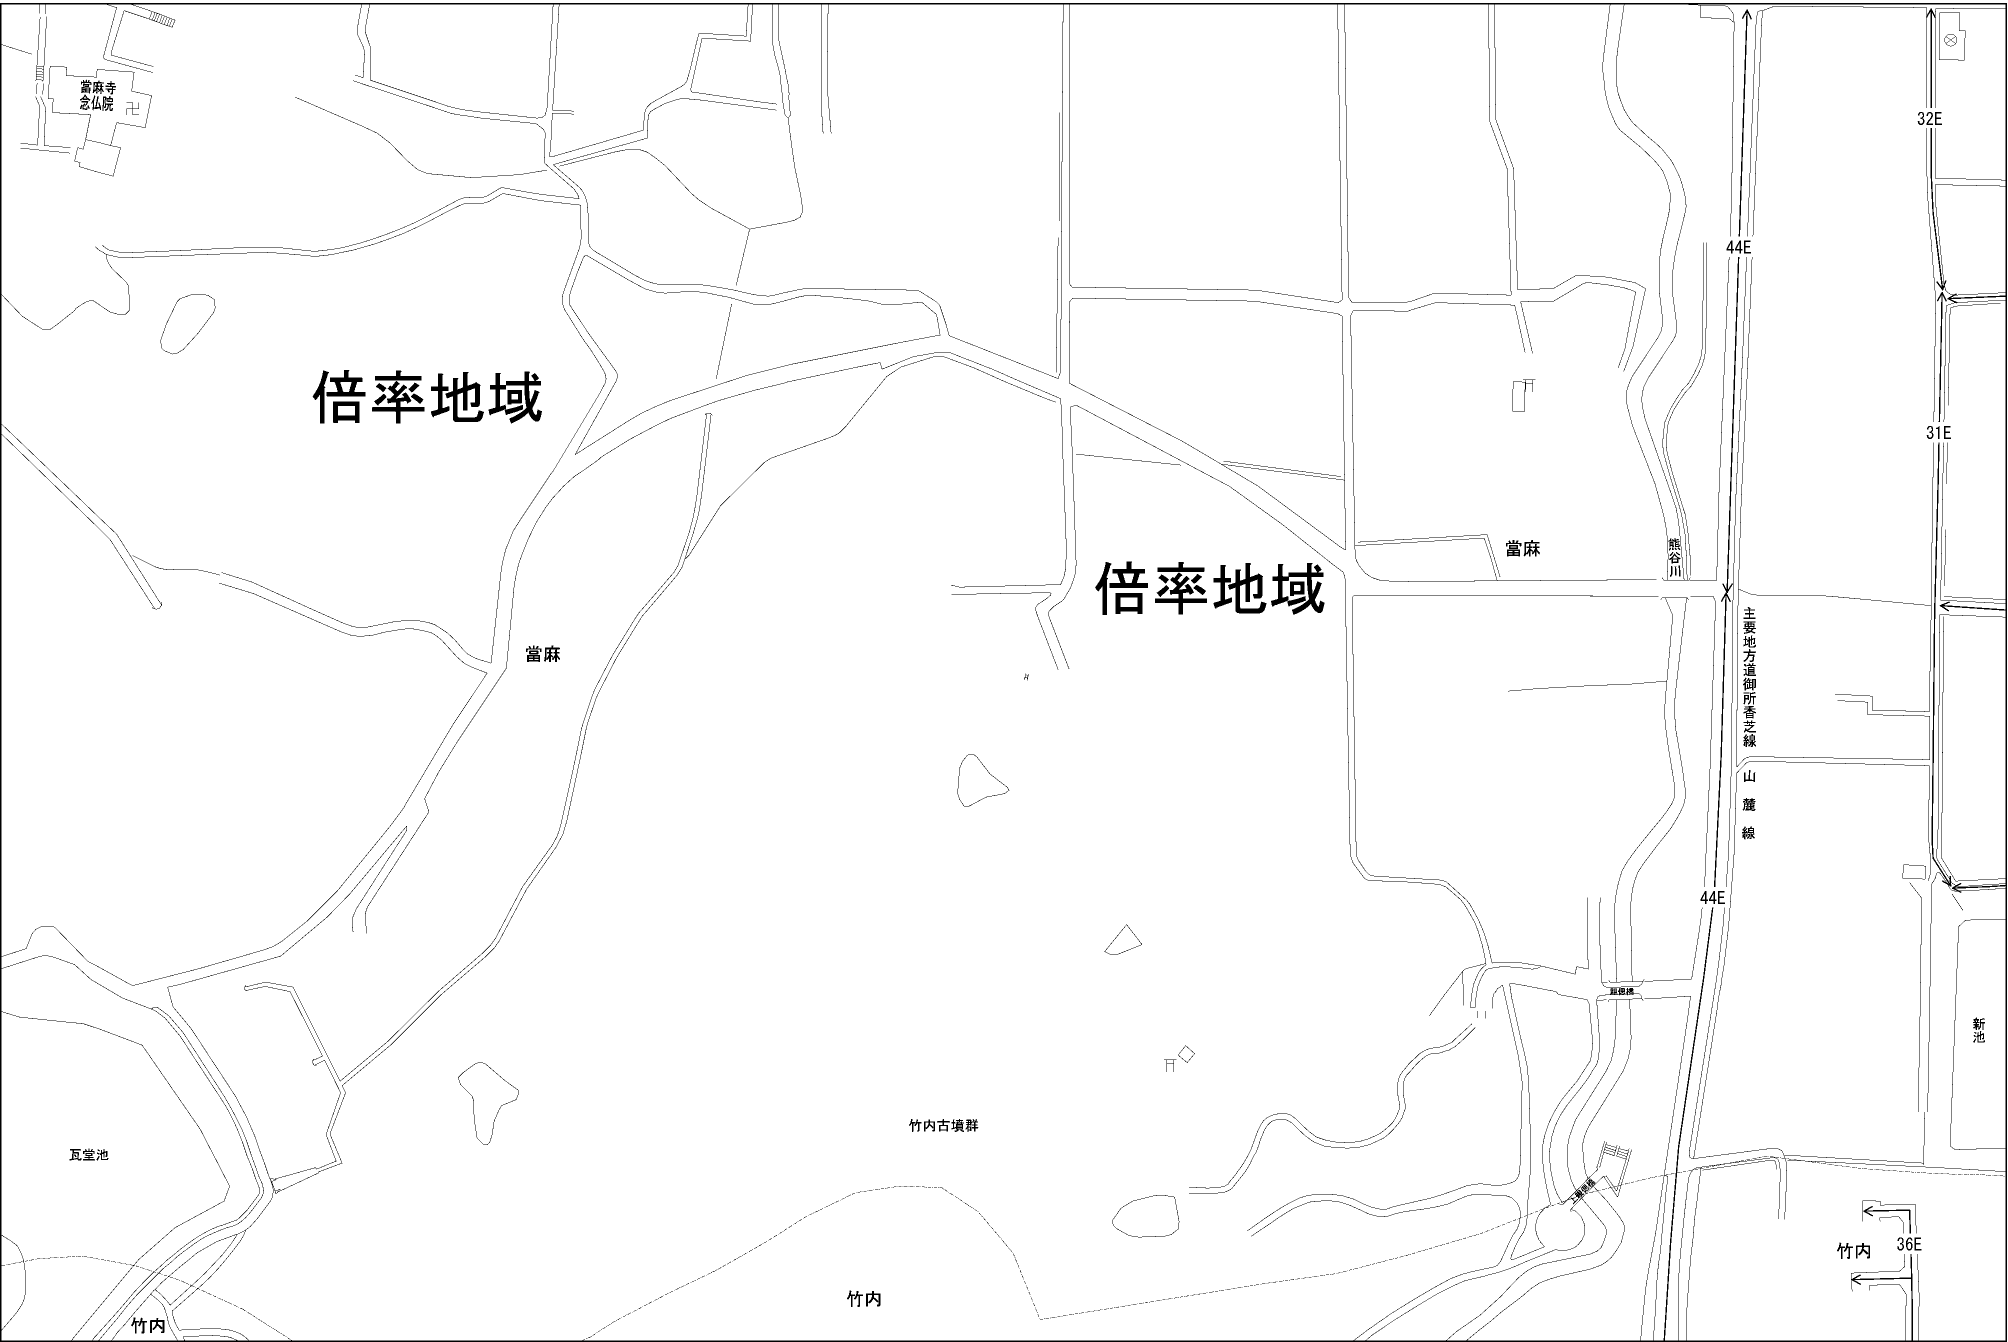 當麻寺
念仏院
32E
44E
倍率地域
31E
當麻
熊谷川
倍率地域
主要地方道御所香芝線
山麓線
當麻
44E
新池
竹内古墳群
瓦堂池
竹内
36E
竹内
竹内